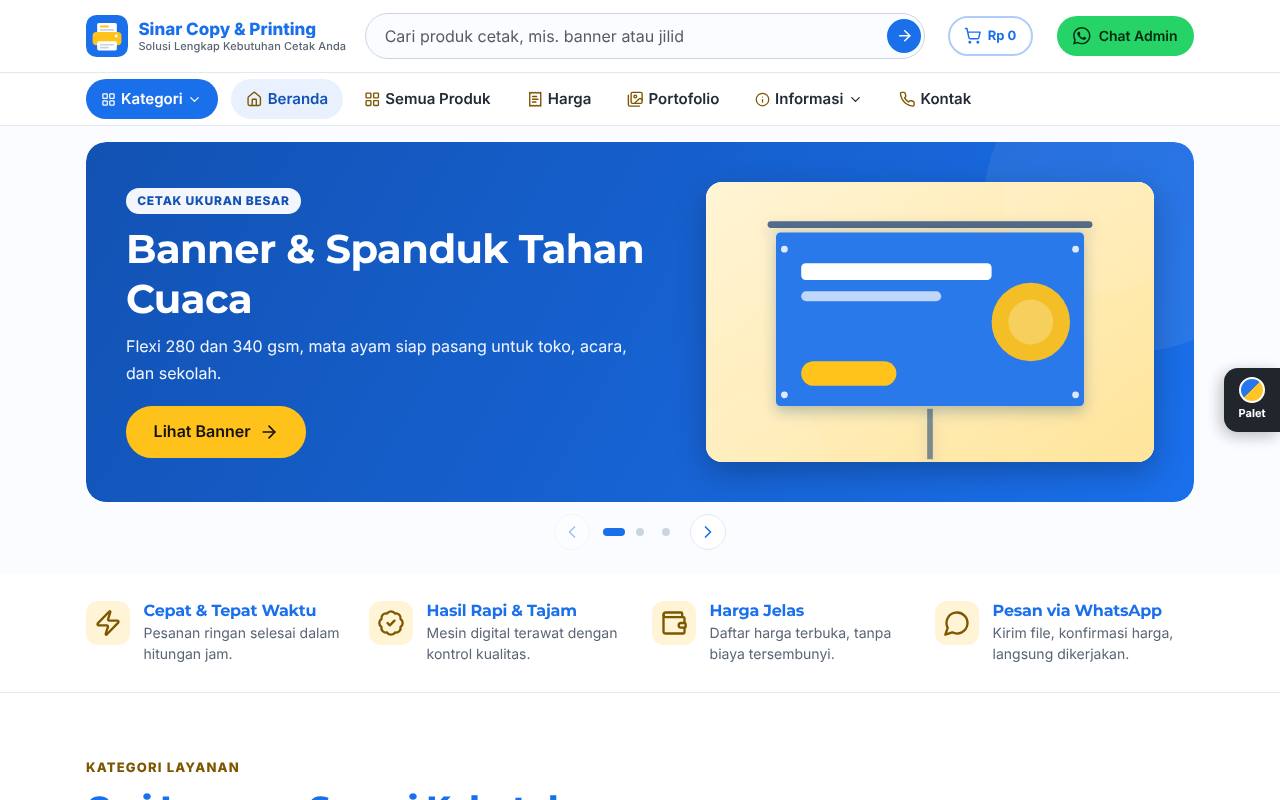 Sinar Copy & Printing
Solusi Lengkap Kebutuhan Cetak Anda
Cari produk cetak, mis. banner atau jilid
Rp 0
Chat Admin
Kategori
Beranda
Semua Produk
Harga
Portofolio
Informasi
Kontak
CETAK UKURAN BESAR
Banner & Spanduk Tahan
Cuaca
Flexi 280 dan 340 gsm, mata ayam siap pasang untuk toko, acara,
dan sekolah.
Lihat Banner
Palet
Cepat & Tepat Waktu
Pesanan ringan selesai dalam
hitungan jam.
Hasil Rapi & Tajam
Mesin digital terawat dengan
kontrol kualitas.
Harga Jelas
Daftar harga terbuka, tanpa
biaya tersembunyi.
Pesan via WhatsApp
Kirim file, konfirmasi harga,
langsung dikerjakan.
KATEGORI LAYANAN